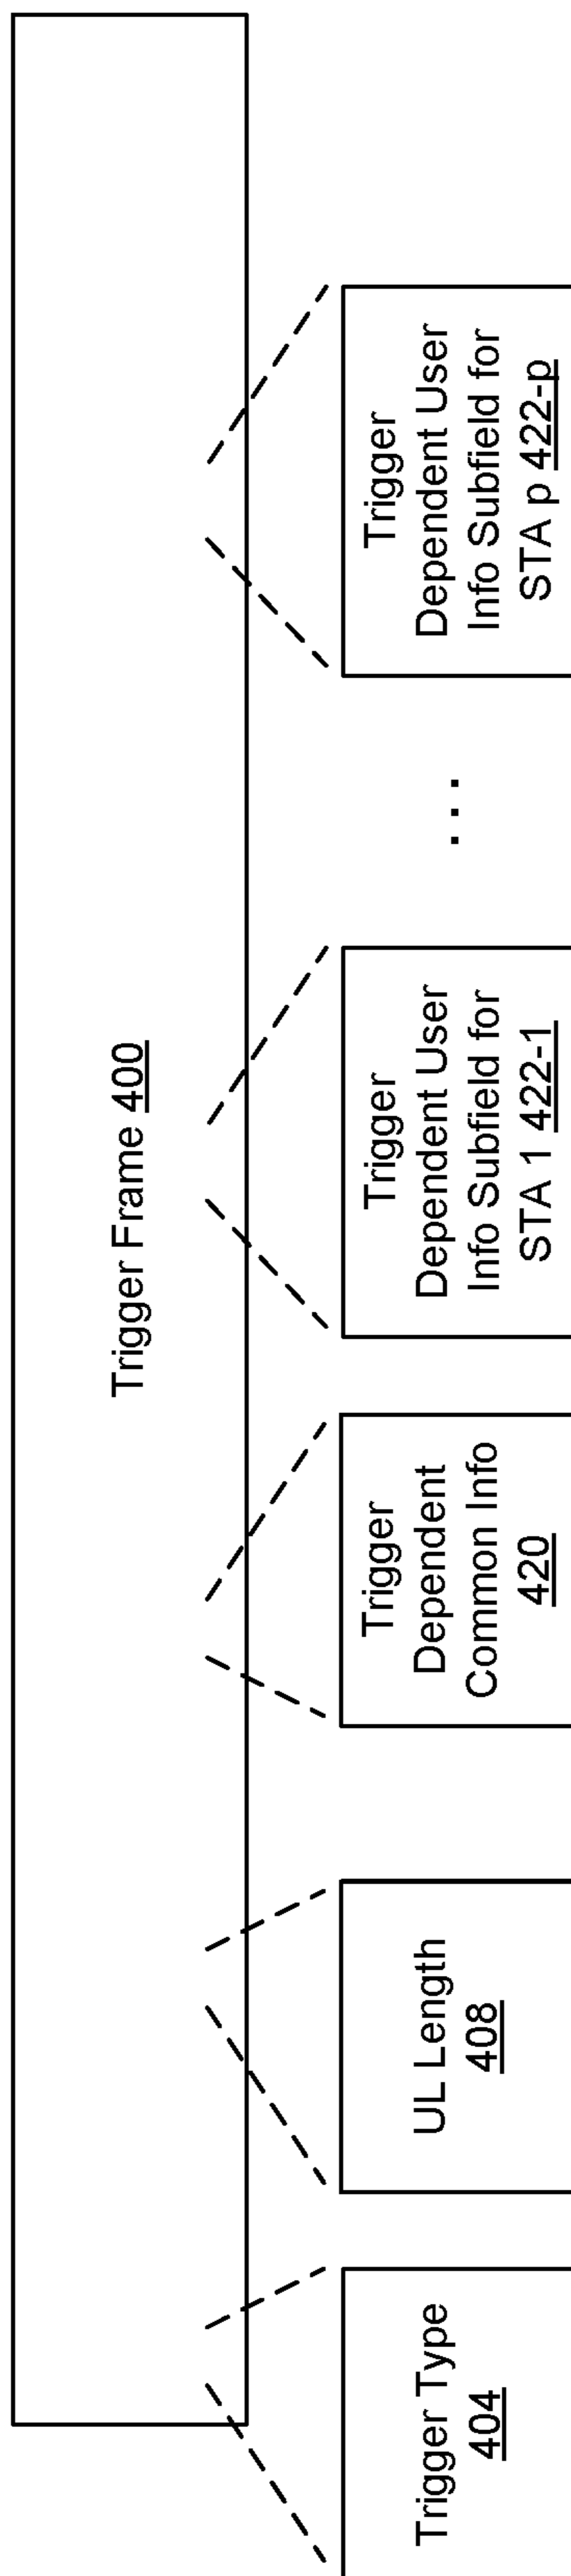 Trigger Frame 400
Trigger Type
404
UL Length
408
Trigger
Dependent
Common Info
420
Trigger
Dependent User
Info Subfield for
STA 1 422-1
...
Trigger
Dependent User
Info Subfield for
STA p 422-p